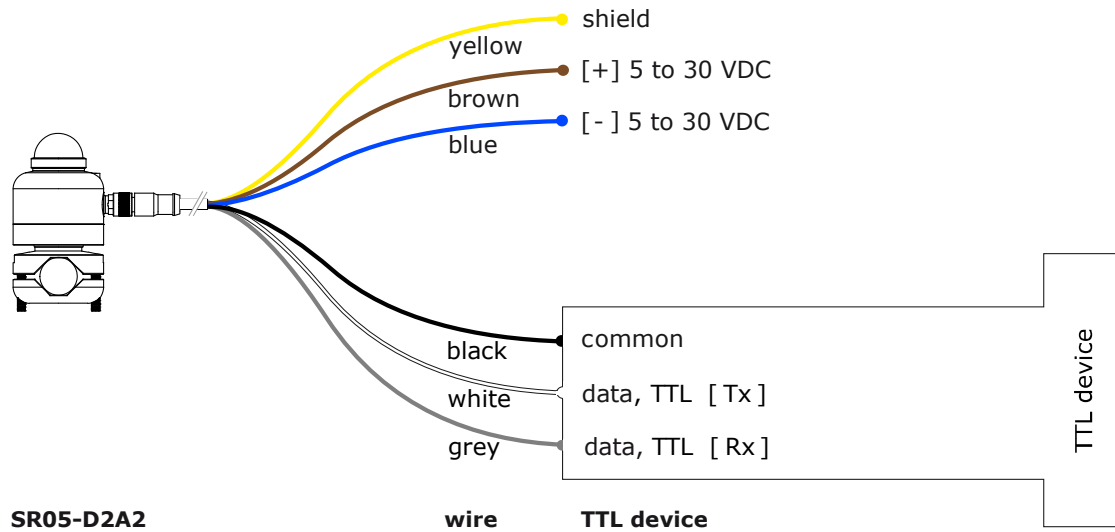 shield
yellow
[+] 5 to 30 VDC
brown
[-] 5 to 30 VDC
blue
common
black
data, TTL [ Tx ]
white
data, TTL [ Rx ]
grey
TTL device
SR05-D2A2 wire TTL device